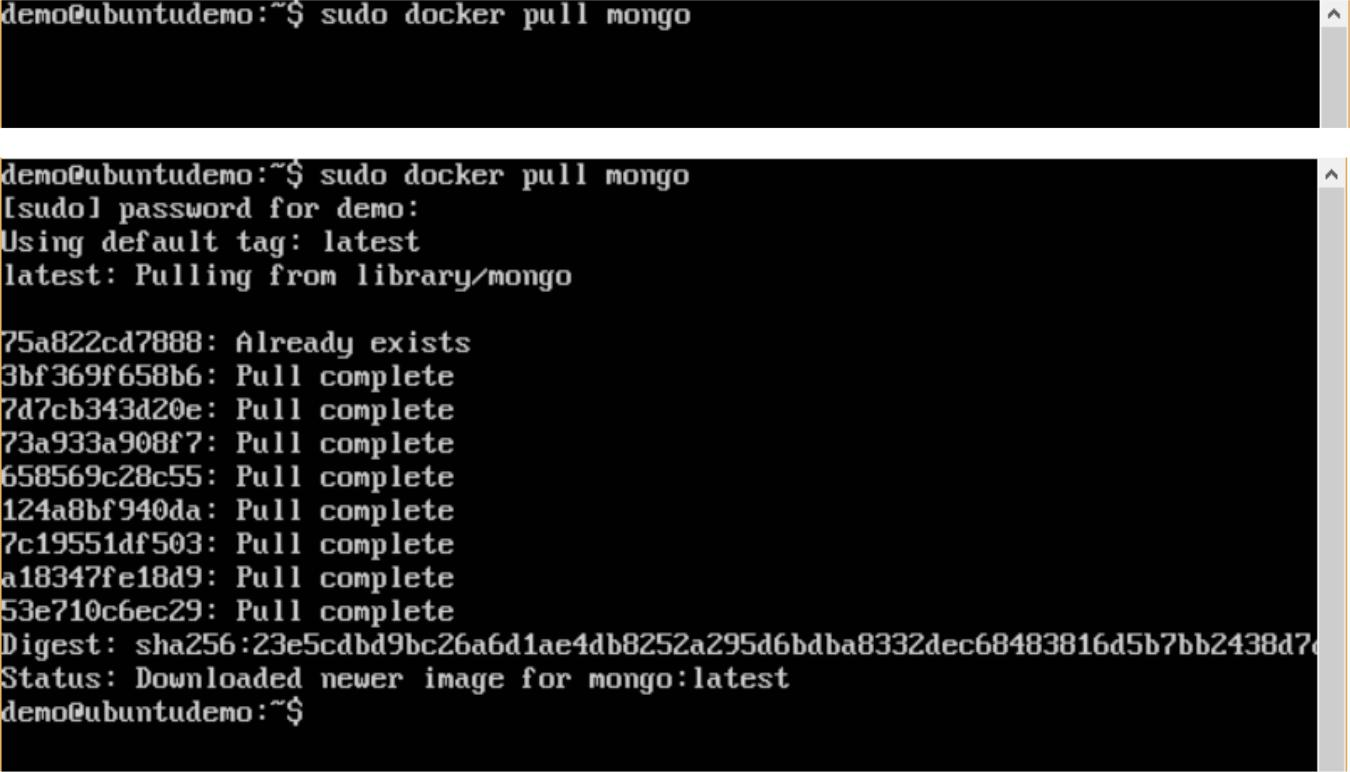 demo@ubuntudemo:~$ sudo docker pull mongo
demo@ubuntudemo:~$ sudo docker pull mongo
[sudo] password for demo:
Using default tag: latest
latest: Pulling from library/mongo
75a822cd7888: Already exists
3bf369f658b6: Pull complete
7d7cb343d20e: Pull complete
73a933a908f7: Pull complete
658569c28c55: Pull complete
124a8bf940da: Pull complete
7c19551df503: Pull complete
a18347fe18d9: Pull complete
53e710c6ec29: Pull complete
Digest: sha256:23e5cdbd9bc26a6d1ae4db8252a295d6bdba8332dec68483816d5b7bb2438d7
Status: Downloaded newer image for mongo:latest
demo@ubuntudemo:~$